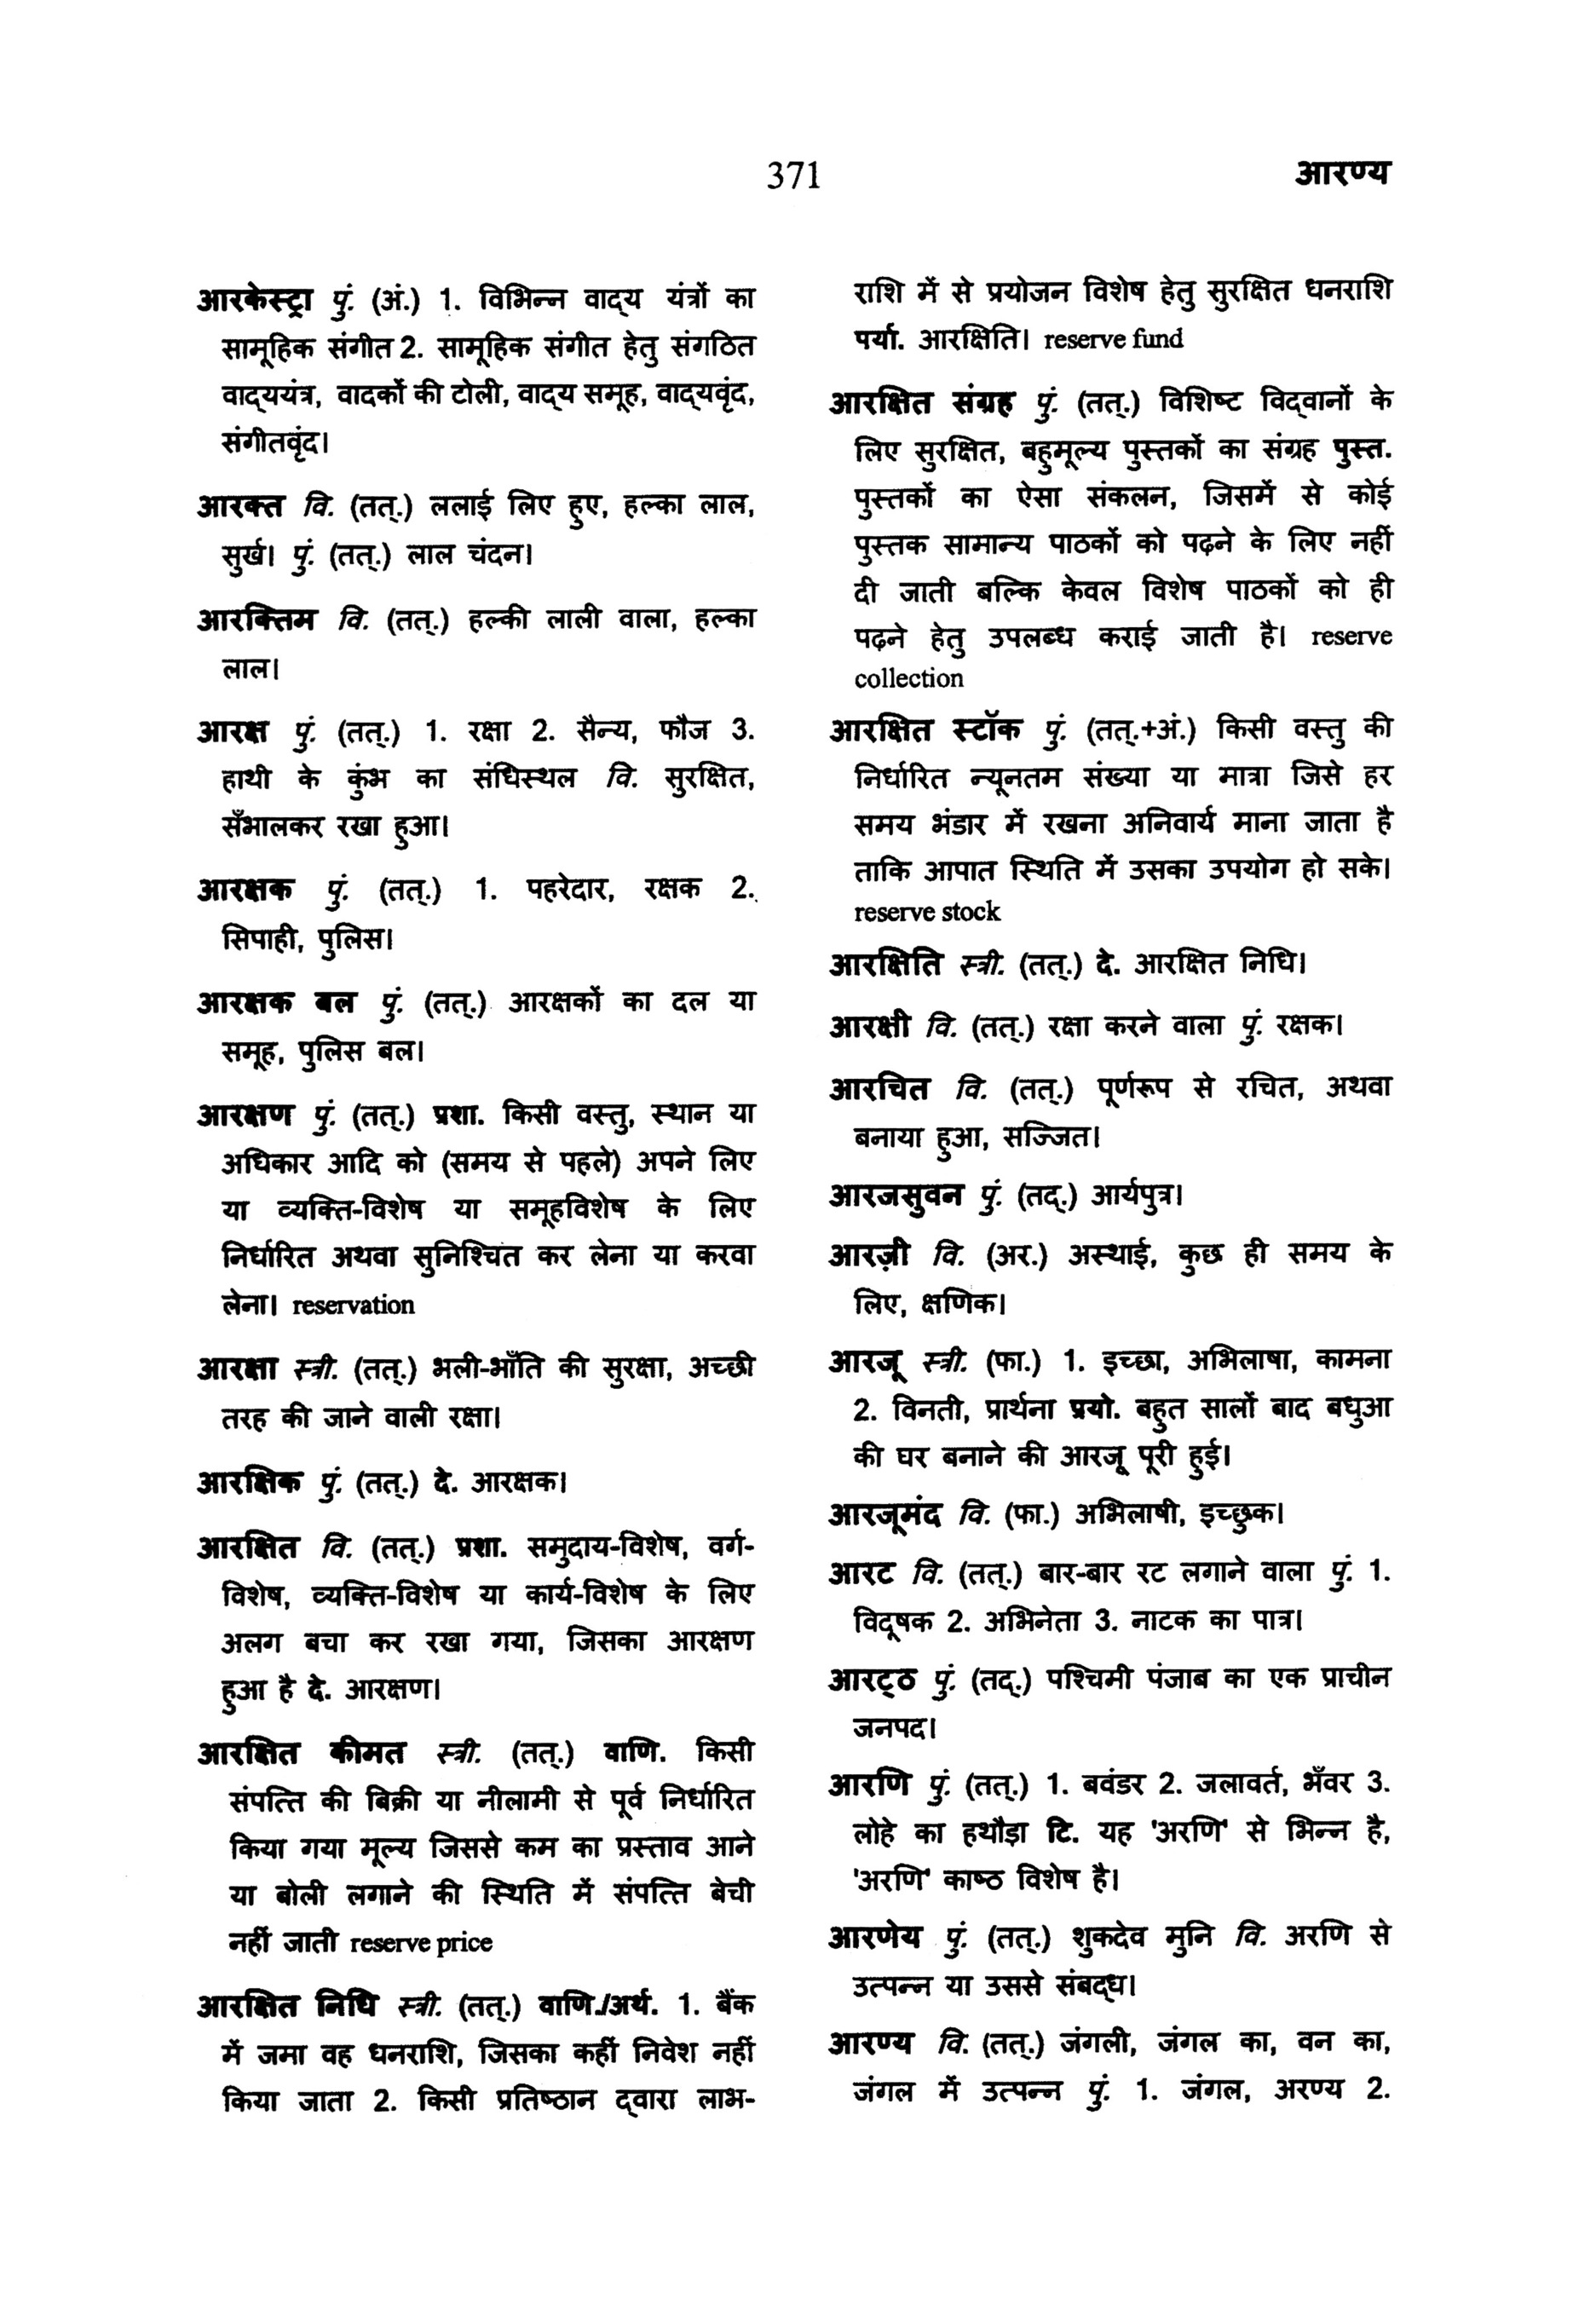 371
आरण्य
आरकेस्ट्रा पुं. (अं.) 1. विभिन्न वाद्य यंत्रों का
सामूहिक संगीत 2. सामूहिक संगीत हेतु संगठित
वाद्ययंत्र, वादकों की टोली, वाद्य समूह, वाद्यवृंद,
संगीतवृंद।
आरक्त वि. (तत्.) ललाई लिए हुए, हल्का लाल,
सुर्ख। पुं. (तत्.) लाल चंदन।
आरक्तिम वि. (तत्.) हल्की लाली वाला, हल्का
लाल।
आरक्ष पुं. (तत्.) 1. रक्षा 2. सैन्य, फौज 3.
हाथी के कुंभ का संधिस्थल वि. सुरक्षित,
सँभालकर रखा हुआ।
आरक्षक पुं. (तत्.) 1. पहरेदार, रक्षक 2.
सिपाही, पुलिस।
आरक्षक बल पुं. (तत्.) आरक्षकों का दल या
समूह, पुलिस बल।
आरक्षण पुं. (तत्.) प्रशा. किसी वस्तु, स्थान या
अधिकार आदि को (समय से पहले) अपने लिए
या व्यक्ति-विशेष या समूहविशेष के लिए
निर्धारित अथवा सुनिश्चित कर लेना या करवा
लेना। reservation
आरक्षा स्त्री. (तत्.) भली-भाँति की सुरक्षा, अच्छी
तरह की जाने वाली रक्षा।
आरक्षिक पुं. (तत्.) दे. आरक्षक।
आरक्षित वि. (तत्.) प्रशा. समुदाय-विशेष, वर्ग-
विशेष, व्यक्ति-विशेष या कार्य-विशेष के लिए
अलग बचा कर रखा गया, जिसका आरक्षण
हुआ है दे. आरक्षण।
आरक्षित कीमत स्त्री. (तत्.) वाणि. किसी
संपत्ति की बिक्री या नीलामी से पूर्व निर्धारित
किया गया मूल्य जिससे कम का प्रस्ताव आने
या बोली लगाने की स्थिति में संपत्ति बेची
नहीं जाती reserve price
आरक्षित निधि स्त्री. (तत्.) वाणि./अर्थ. 1. बैंक
में जमा वह धनराशि, जिसका कहीं निवेश नहीं
किया जाता 2. किसी प्रतिष्ठान द्वारा लाभ-
राशि में से प्रयोजन विशेष हेतु सुरक्षित धनराशि
पर्या. आरक्षिति। reserve fund
आरक्षित संग्रह पुं. (तत्.) विशिष्ट विद्वानों के
लिए सुरक्षित, बहुमूल्य पुस्तकों का संग्रह पुस्त.
पुस्तकों का ऐसा संकलन, जिसमें से कोई
पुस्तक सामान्य पाठकों को पढ़ने के लिए नहीं
दी जाती बल्कि केवल विशेष पाठकों को ही
पढ़ने हेतु उपलब्ध कराई जाती है। reserve
collection
आरक्षित स्टॉक पुं. (तत्.+अं.) किसी वस्तु की
निर्धारित न्यूनतम संख्या या मात्रा जिसे हर
समय भंडार में रखना अनिवार्य माना जाता है
ताकि आपात स्थिति में उसका उपयोग हो सके।
reserve stock
आरक्षिति स्त्री. (तत्.) दे. आरक्षित निधि।
आरक्षी वि. (तत्.) रक्षा करने वाला पुं. रक्षक।
आरचित वि. (तत्.) पूर्णरूप से रचित, अथवा
बनाया हुआ, सज्जित।
आरजसुवन पुं. (तद्.) आर्यपुत्र।
आरज़ी वि. (अर.) अस्थाई, कुछ ही समय के
लिए, क्षणिक।
आरजू स्त्री. (फा.) 1. इच्छा, अभिलाषा, कामना
2. विनती, प्रार्थना प्रयो. बहुत सालों बाद बधुआ
की घर बनाने की आरजू पूरी हुई।
आरजूमंद वि. (फा.) अभिलाषी, इच्छुक।
आरट वि. (तत्.) बार-बार रट लगाने वाला पुं. 1.
विदूषक 2. अभिनेता 3. नाटक का पात्र।
आरट्ठ पुं. (तद्.) पश्चिमी पंजाब का एक प्राचीन
जनपद।
आरणि पुं. (तत्.) 1. बवंडर 2. जलावर्त, भँवर 3.
लोहे का हथौड़ा टि. यह 'अरणि' से भिन्न है,
'अरणि' काष्ठ विशेष है।
आरणेय पुं. (तत्.) शुकदेव मुनि वि. अरणि से
उत्पन्न या उससे संबद्ध।
आरण्य वि. (तत्.) जंगली, जंगल का, वन का,
जंगल में उत्पन्न पुं. 1. जंगल, अरण्य 2.